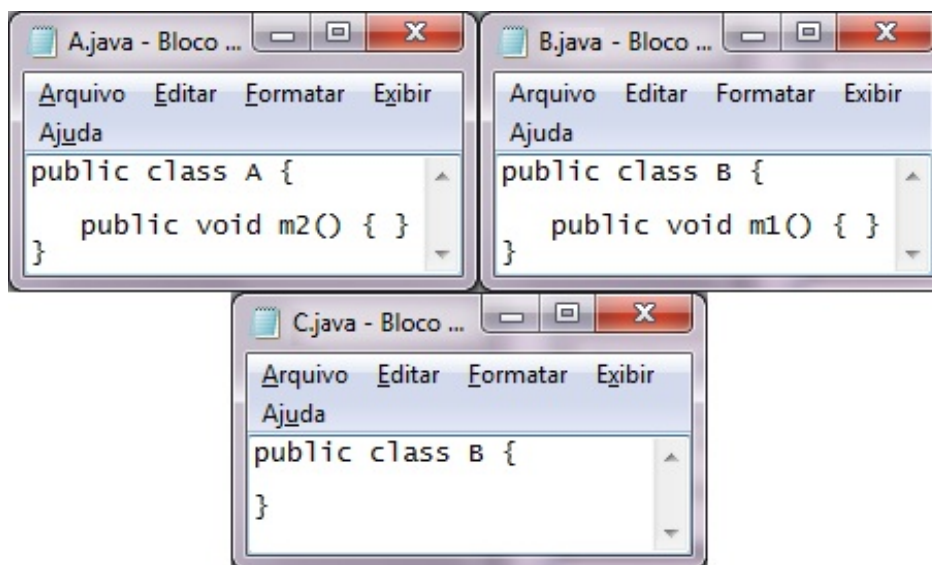 A.java - Bloco ...
Arquivo Editar Formatar Exibir
Ajuda
public class A {
public void m2() { }
}
B.java - Bloco ...
Arquivo Editar Formatar Exibir
Ajuda
public class B {
public void m1() { }
}
C.java - Bloco ...
Arquivo Editar Formatar Exibir
Ajuda
public class B {
}